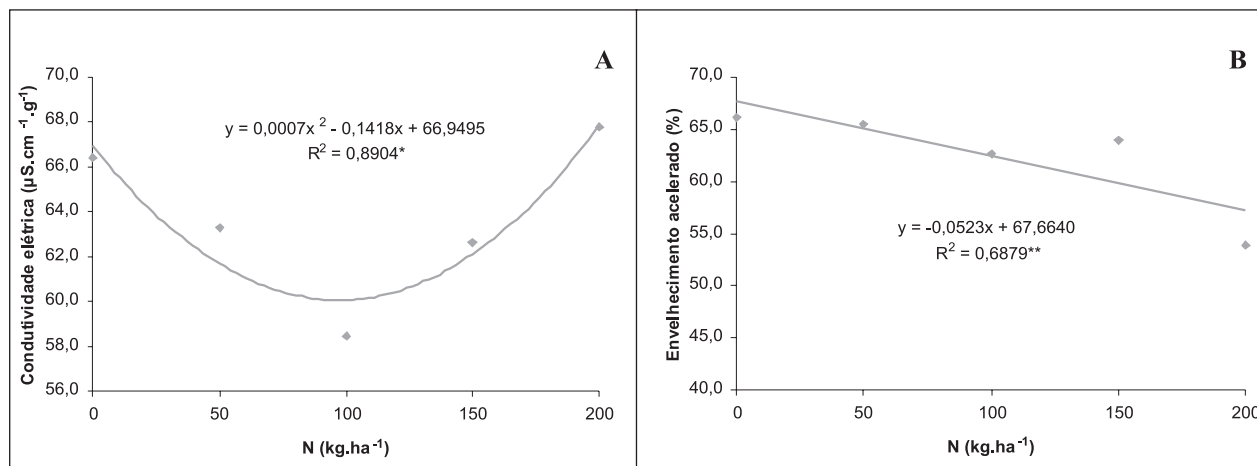 A
Condutividade elétrica (µS.cm⁻¹.g⁻¹)
70,0
68,0
66,0
64,0
62,0
60,0
58,0
56,0
y = 0,0007x² - 0,1418x + 66,9495
R² = 0,8904*
0 50 100 150 200
N (kg.ha⁻¹)
B
Envelhecimento acelerado (%)
70,0
65,0
60,0
55,0
50,0
45,0
40,0
y = -0,0523x + 67,6640
R² = 0,6879**
0 50 100 150 200
N (kg.ha⁻¹)